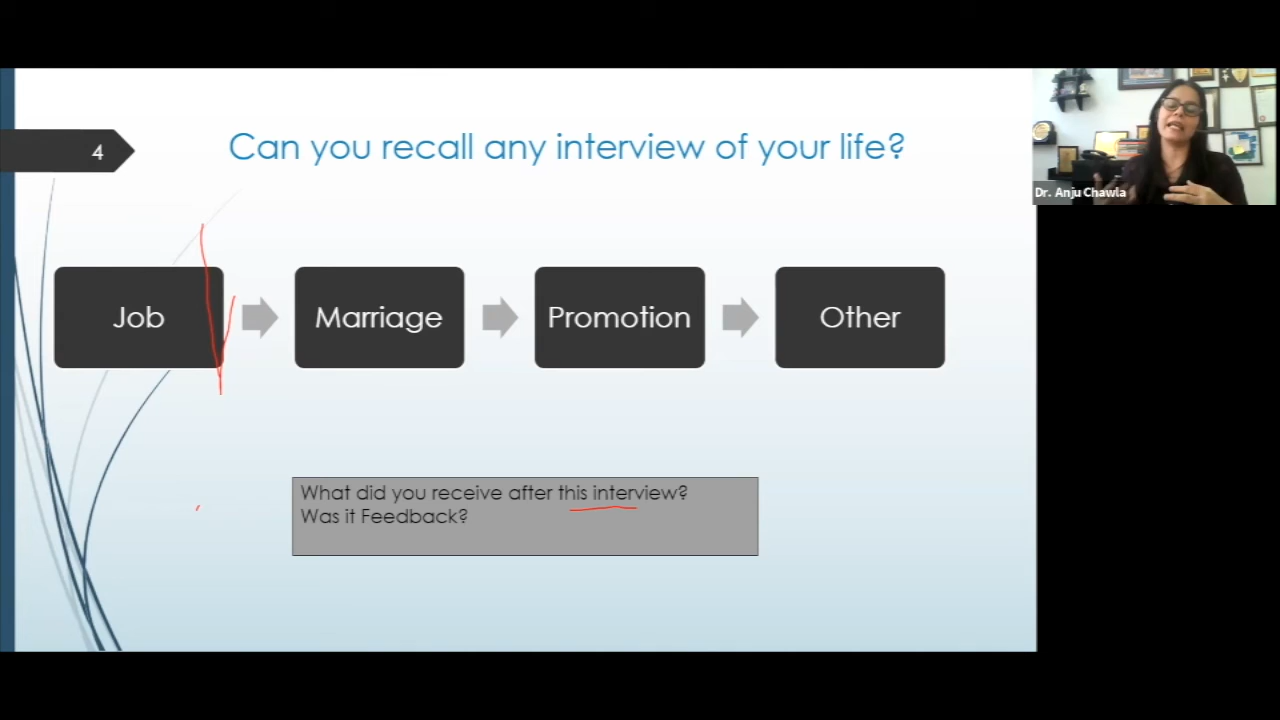 4
Can you recall any interview of your life?
Job
Marriage
Promotion
Other
What did you receive after this interview?
Was it Feedback?
Dr. Anju Chawla